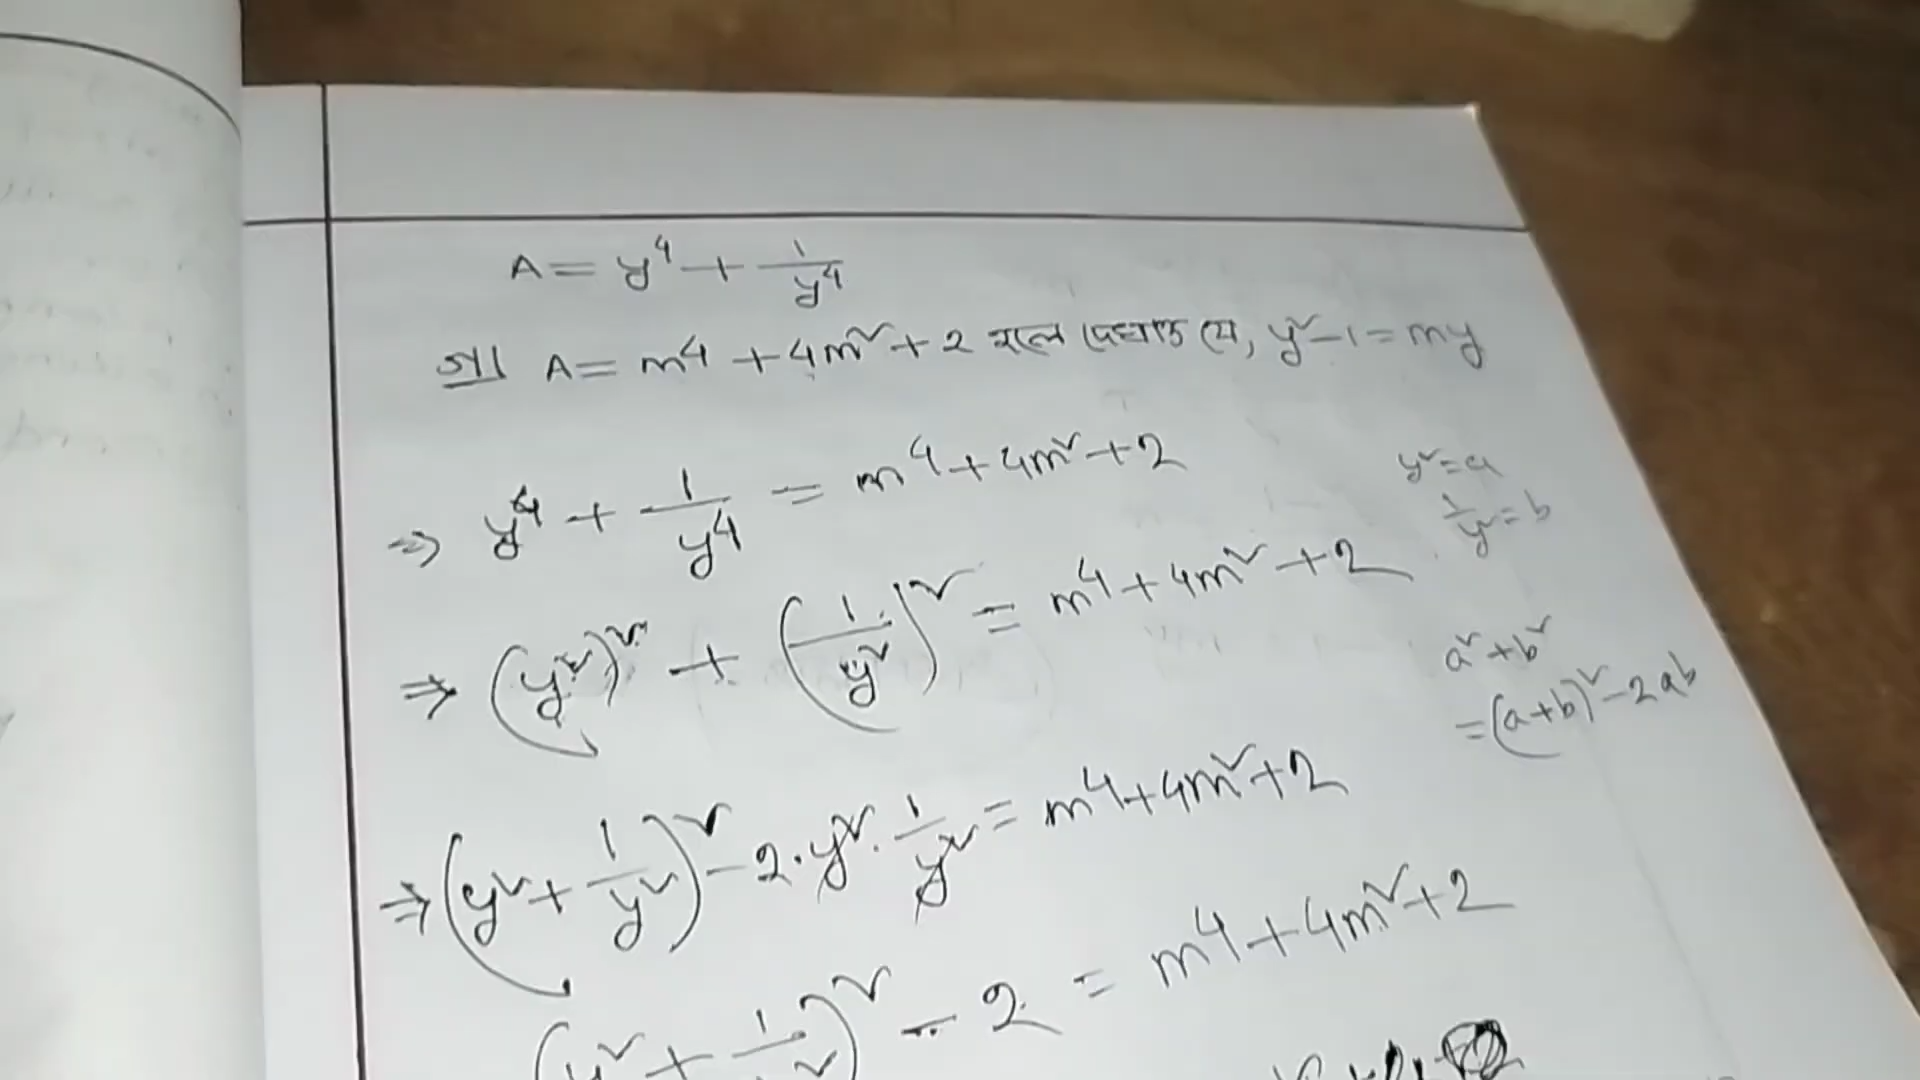 A = y⁴ + 1/y⁴
গ। A = m⁴ + 4m² + 2 হলে দেখাও যে, y² - 1 = my
⇒ y⁴ + 1/y⁴ = m⁴ + 4m² + 2
y² = a
1/y² = b
⇒ (y²)² + (1/y²)² = m⁴ + 4m² + 2
a² + b²
= (a+b)² - 2ab
⇒ (y² + 1/y²)² - 2·y²·1/y² = m⁴ + 4m² + 2
(y² + 1/y²)² - 2 = m⁴ + 4m² + 2